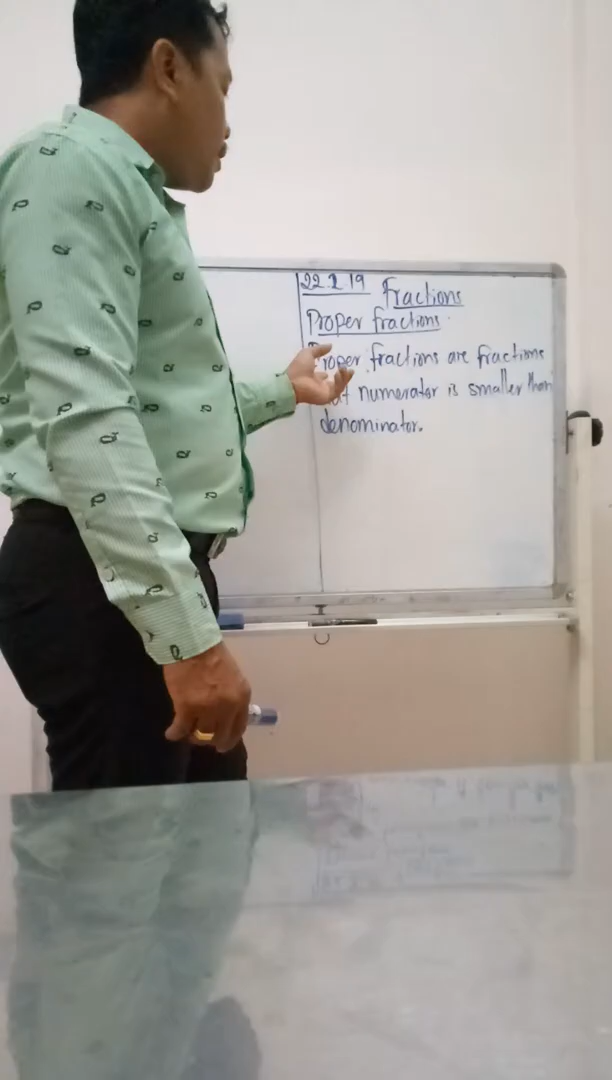 22.2.19 Fractions
Proper fractions.
Proper fractions are fractions
numerator is smaller than
denominator.